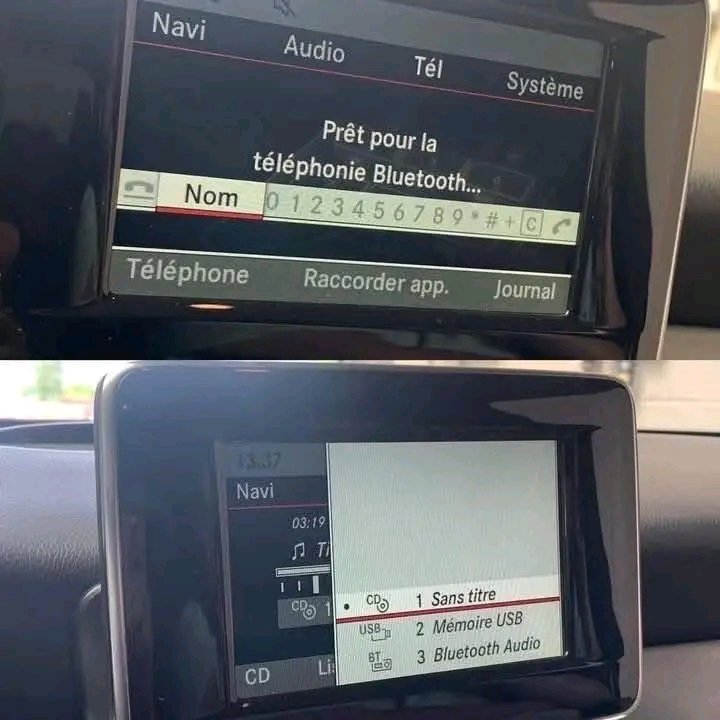 Navi Audio Tél Système
Prêt pour la
téléphonie Bluetooth...
Nom 0 1 2 3 4 5 6 7 8 9 * # + C
Téléphone Raccorder app. Journal
13:37
Navi
03:19
CD 1
CD 1 Sans titre
USB 2 Mémoire USB
BT 3 Bluetooth Audio
CD